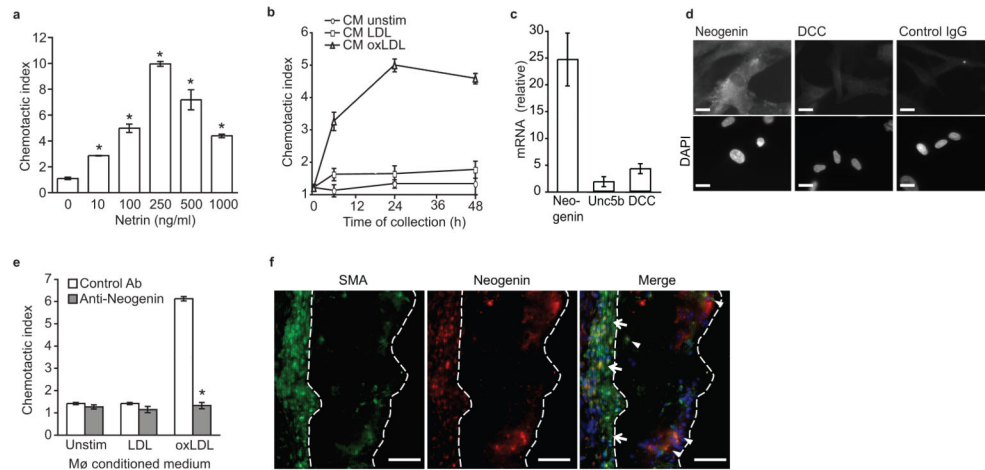 a
Chemotactic index
12
10
8
6
4
2
0
*
*
*
*
*
0 10 100 250 500 1000
Netrin (ng/ml)
b
CM unstim
CM LDL
CM oxLDL
Chemotactic index
6
5
4
3
2
1
0 12 24 36 48
Time of collection (h)
c
mRNA (relative)
35
30
25
20
15
10
5
0
Neo-
genin
Unc5b DCC
d
Neogenin DCC Control IgG
DAPI
e
Control Ab
Anti-Neogenin
Chemotactic index
7
6
5
4
3
2
1
0
*
Unstim LDL oxLDL
Mø conditioned medium
f
SMA Neogenin Merge